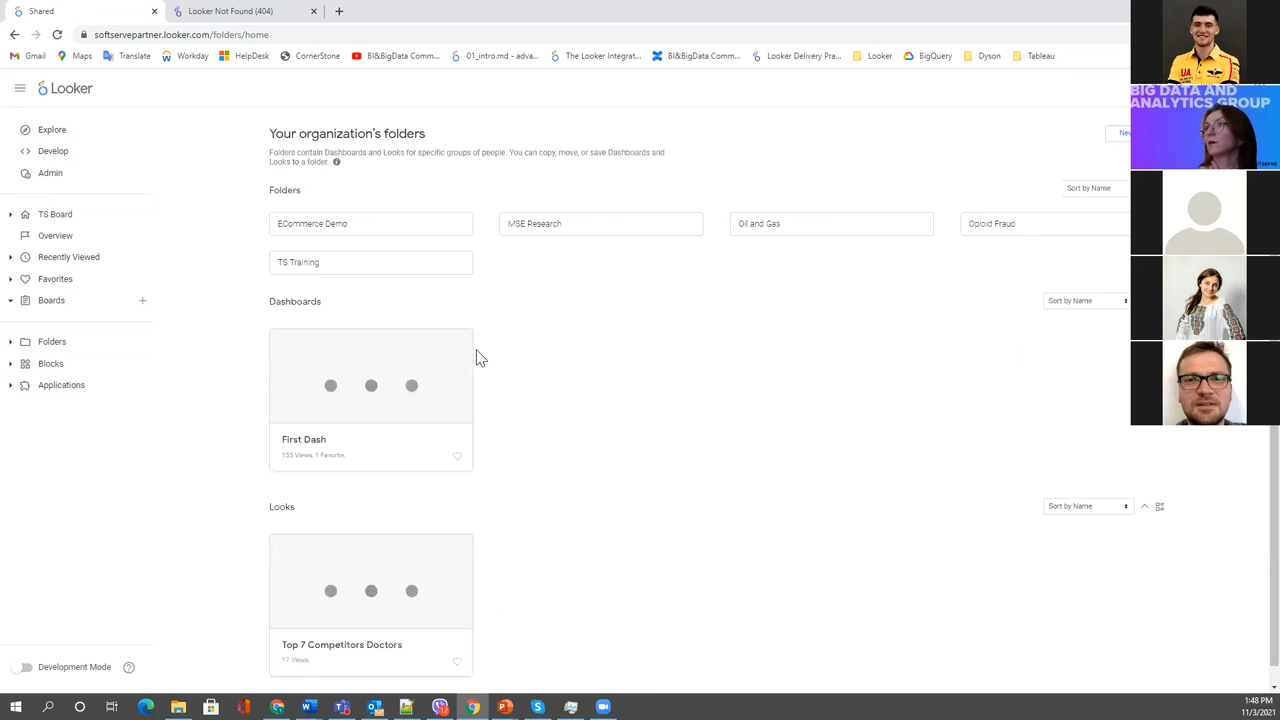 Shared
Looker Not Found (404)
softservepartner.looker.com/folders/home
Gmail
Maps
Translate
Workday
HelpDesk
CornerStone
BI&BigData Comm...
01_intro.md - adva...
The Looker Integrat...
BI&BigData Comm...
Looker Delivery Pra...
Looker
BigQuery
Dyson
Tableau
Looker
Explore
Develop
Admin
TS Board
Overview
Recently Viewed
Favorites
Boards
Folders
Blocks
Applications
Development Mode
Your organization's folders
New
Folders contain Dashboards and Looks for specific groups of people. You can copy, move, or save Dashboards and
Looks to a folder.
Folders
Sort by Name
ECommerce Demo
MSE Research
Oil and Gas
Opioid Fraud
TS Training
Dashboards
Sort by Name
First Dash
155 Views, 1 Favorite,
Looks
Sort by Name
Top 7 Competitors Doctors
17 Views,
UA
BIG DATA AND
ANALYTICS GROUP
ftserve
1:48 PM
11/3/2021